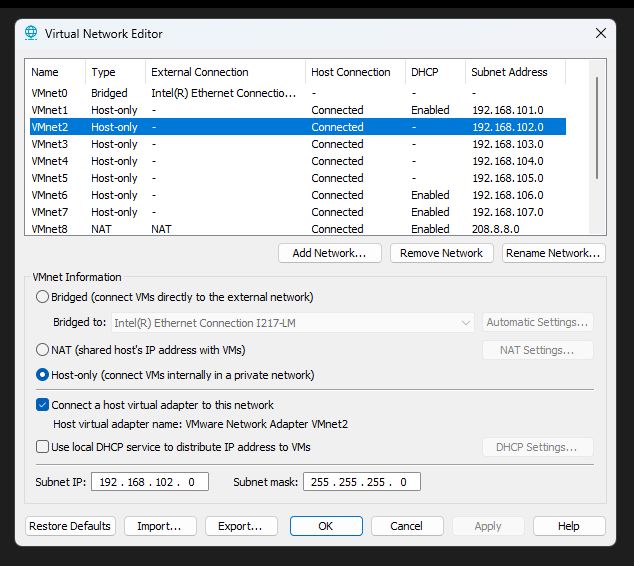 Virtual Network Editor
Name Type External Connection Host Connection DHCP Subnet Address
VMnet0 Bridged Intel(R) Ethernet Connectio... - - -
VMnet1 Host-only - Connected Enabled 192.168.101.0
VMnet2 Host-only - Connected - 192.168.102.0
VMnet3 Host-only - Connected - 192.168.103.0
VMnet4 Host-only - Connected - 192.168.104.0
VMnet5 Host-only - Connected - 192.168.105.0
VMnet6 Host-only - Connected Enabled 192.168.106.0
VMnet7 Host-only - Connected Enabled 192.168.107.0
VMnet8 NAT NAT Connected Enabled 208.8.8.0
Add Network... Remove Network Rename Network...
VMnet Information
Bridged (connect VMs directly to the external network)
Bridged to: Intel(R) Ethernet Connection I217-LM Automatic Settings...
NAT (shared host's IP address with VMs) NAT Settings...
Host-only (connect VMs internally in a private network)
Connect a host virtual adapter to this network
Host virtual adapter name: VMware Network Adapter VMnet2
Use local DHCP service to distribute IP address to VMs DHCP Settings...
Subnet IP: 192 . 168 . 102 . 0 Subnet mask: 255 . 255 . 255 . 0
Restore Defaults Import... Export... OK Cancel Apply Help